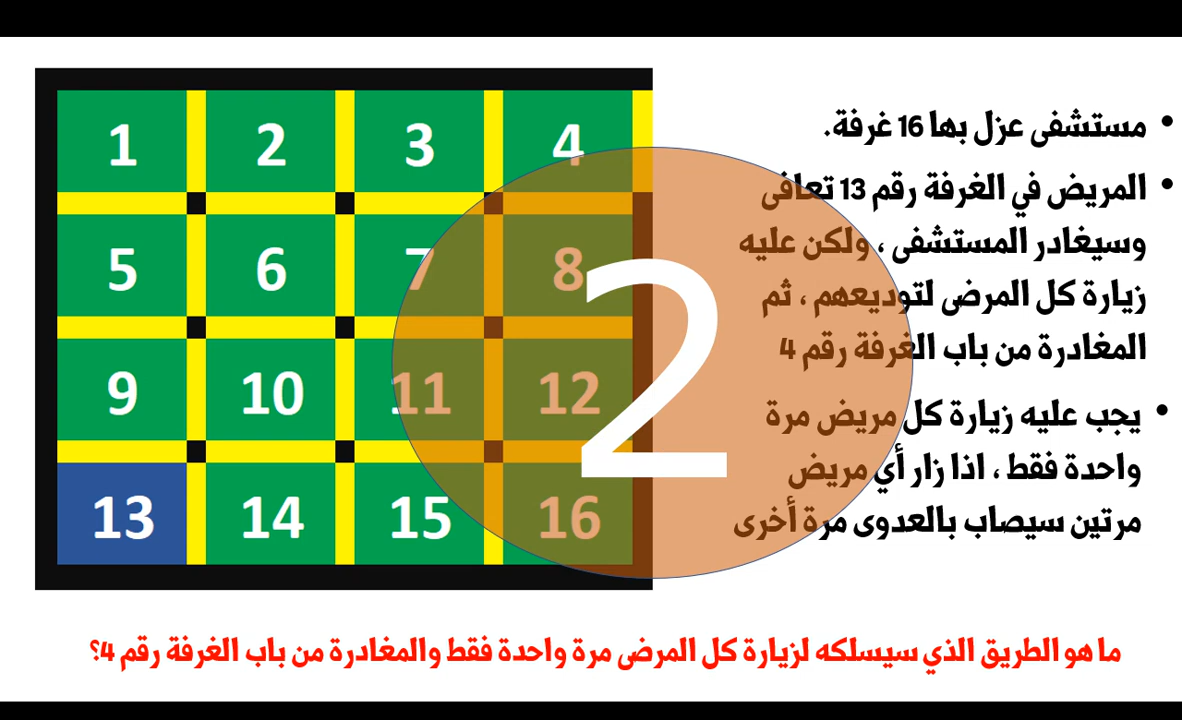 1 2 3 4
5 6 7 8
9 10 11 12
13 14 15 16
2
• مستشفى عزل بها 16 غرفة.
• المريض في الغرفة رقم 13 تعافى
وسيغادر المستشفى ، ولكن عليه
زيارة كل المرضى لتوديعهم ، ثم
المغادرة من باب الغرفة رقم 4
• يجب عليه زيارة كل مريض مرة
واحدة فقط ، اذا زار أي مريض
مرتين سيصاب بالعدوى مرة أخرى
ما هو الطريق الذي سيسلكه لزيارة كل المرضى مرة واحدة فقط والمغادرة من باب الغرفة رقم 4؟